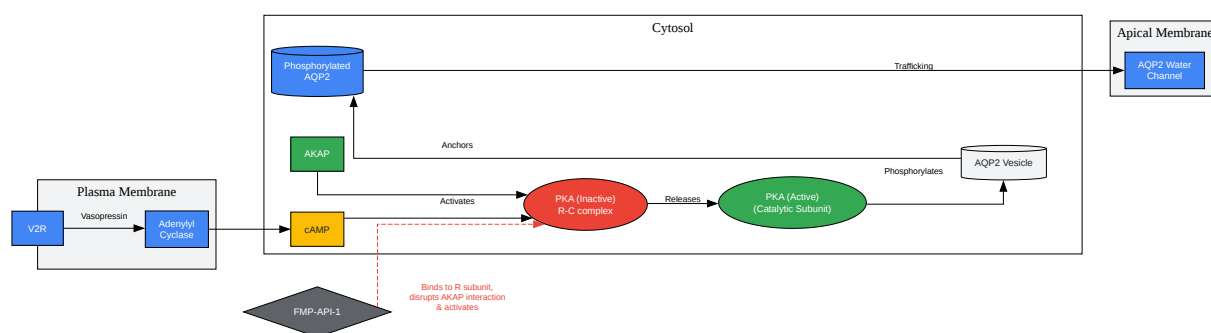 Cytosol
Apical Membrane
Phosphorylated
AQP2
Trafficking
AQP2 Water
Channel
Anchors
AKAP
AQP2 Vesicle
Phosphorylates
Plasma Membrane
Activates
PKA (Inactive)
R-C complex
Releases
PKA (Active)
(Catalytic Subunit)
Vasopressin
V2R
Adenylyl
Cyclase
cAMP
Binds to R subunit,
disrupts AKAP interaction
& activates
FMP-API-1